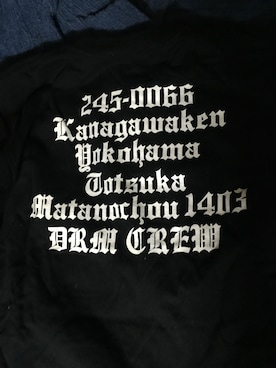 245-0066
Kanagawaken
Yokohama
Totsuka
Matanochou 1403
DRM CREW